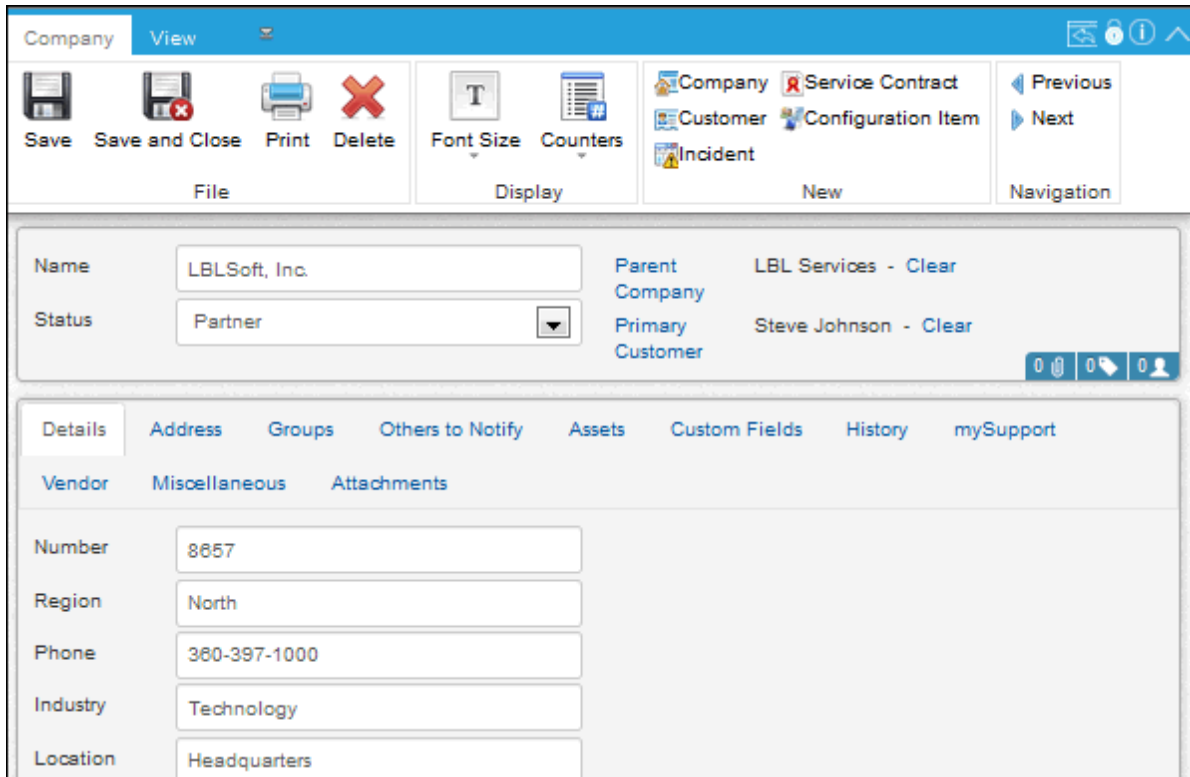 Company View
Company Service Contract Previous
Customer Configuration Item Next
Save Save and Close Print Delete Font Size Counters
Incident
File Display New Navigation
Name LBLSoft, Inc. Parent Company LBL Services - Clear
Status Partner Primary Customer Steve Johnson - Clear
0 0 0
Details Address Groups Others to Notify Assets Custom Fields History mySupport
Vendor Miscellaneous Attachments
Number 8657
Region North
Phone 360-397-1000
Industry Technology
Location Headquarters